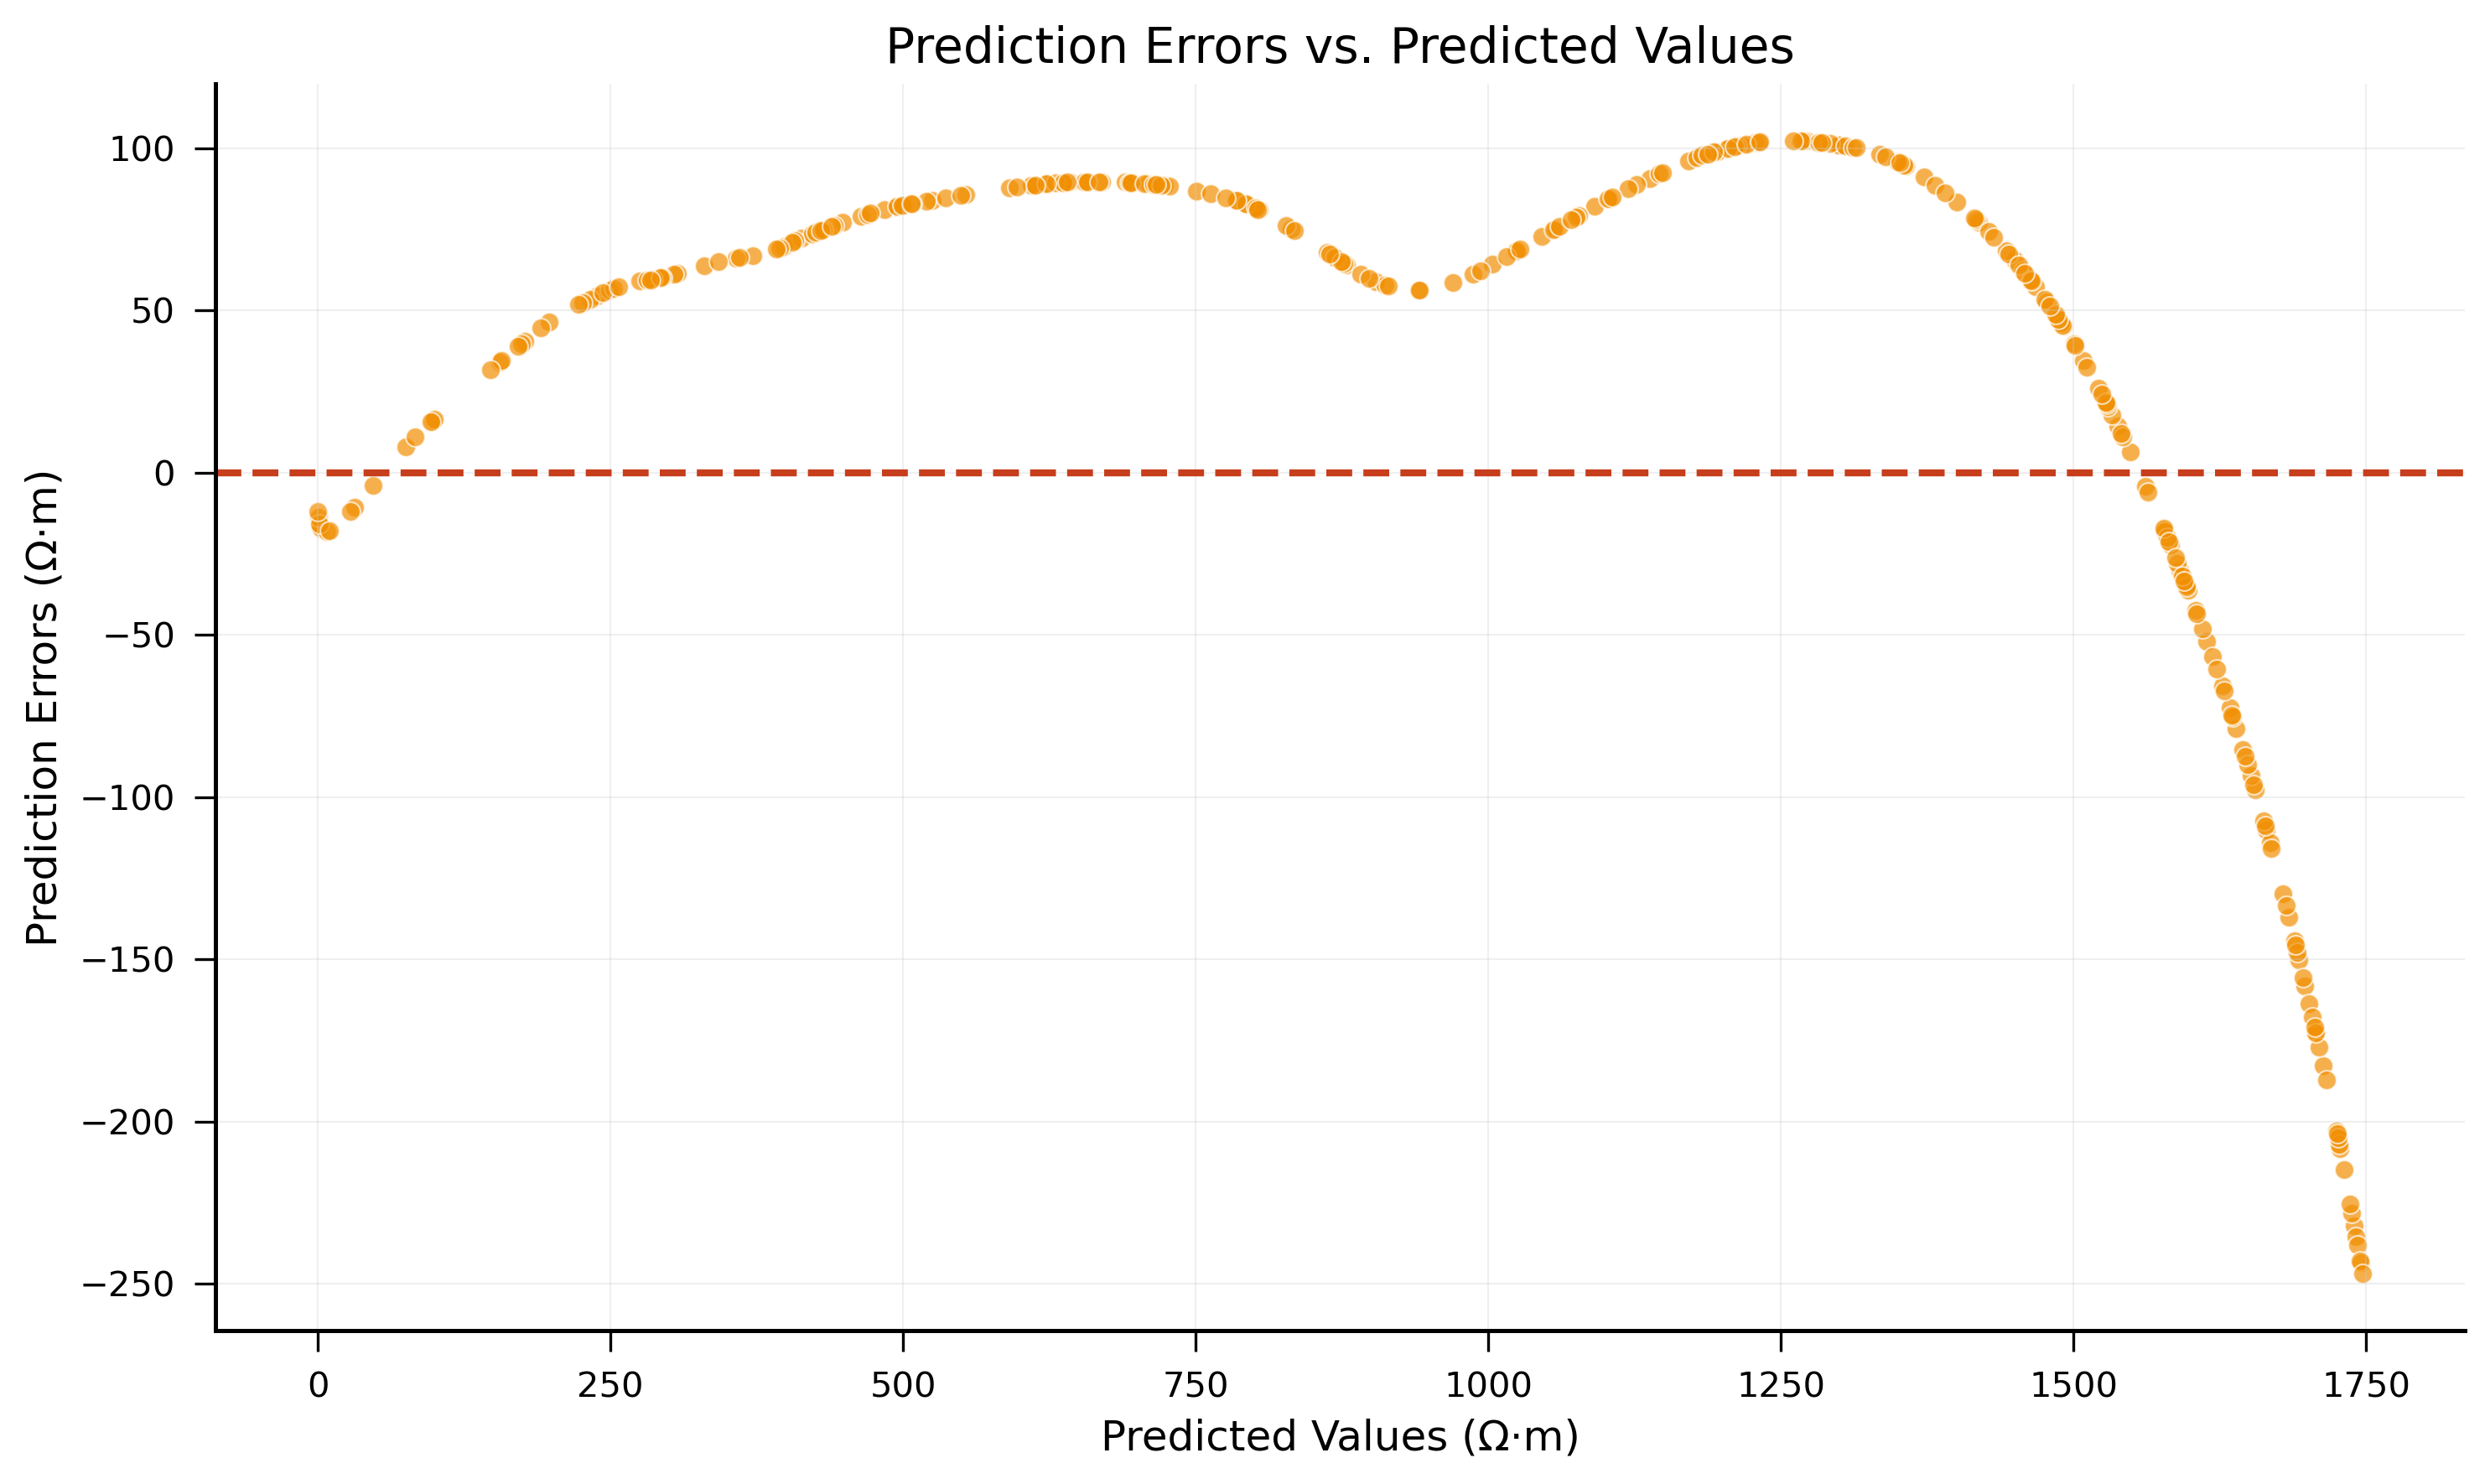 Prediction Errors vs. Predicted Values
Prediction Errors (Ω·m)
100
50
0
−50
−100
−150
−200
−250
0 250 500 750 1000 1250 1500 1750
Predicted Values (Ω·m)